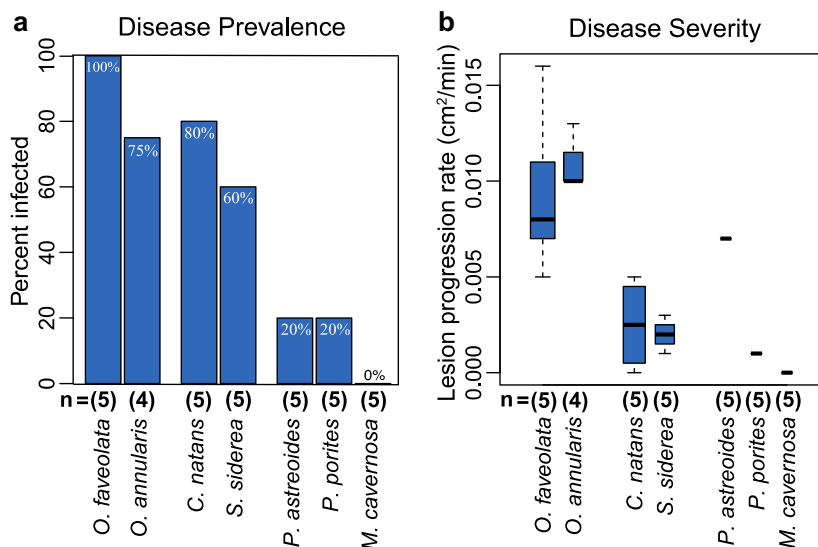 a
Disease Prevalence
Percent infected
100
80
60
40
20
0
100%
75%
80%
60%
20%
20%
0%
n = (5) (4) (5) (5) (5) (5) (5)
O. faveolata
O. annularis
C. natans
S. siderea
P. astreoides
P. porites
M. cavernosa
b
Disease Severity
Lesion progression rate (cm²/min)
0.015
0.010
0.005
0.000
n = (5) (4) (5) (5) (5) (5) (5)
O. faveolata
O. annularis
C. natans
S. siderea
P. astreoides
P. porites
M. cavernosa